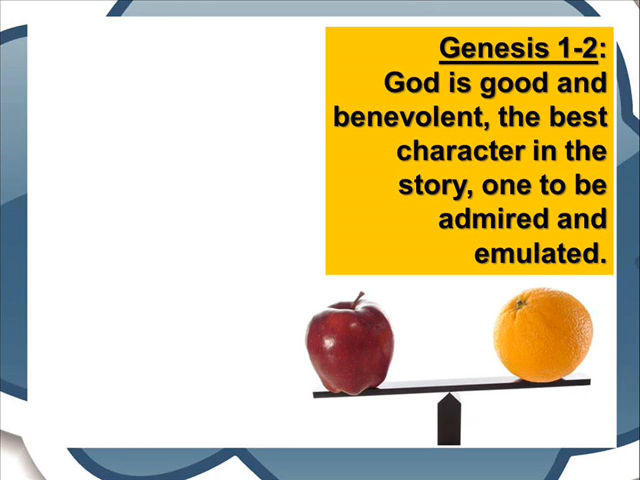 Genesis 1-2:
God is good and
benevolent, the best
character in the
story, one to be
admired and
emulated.